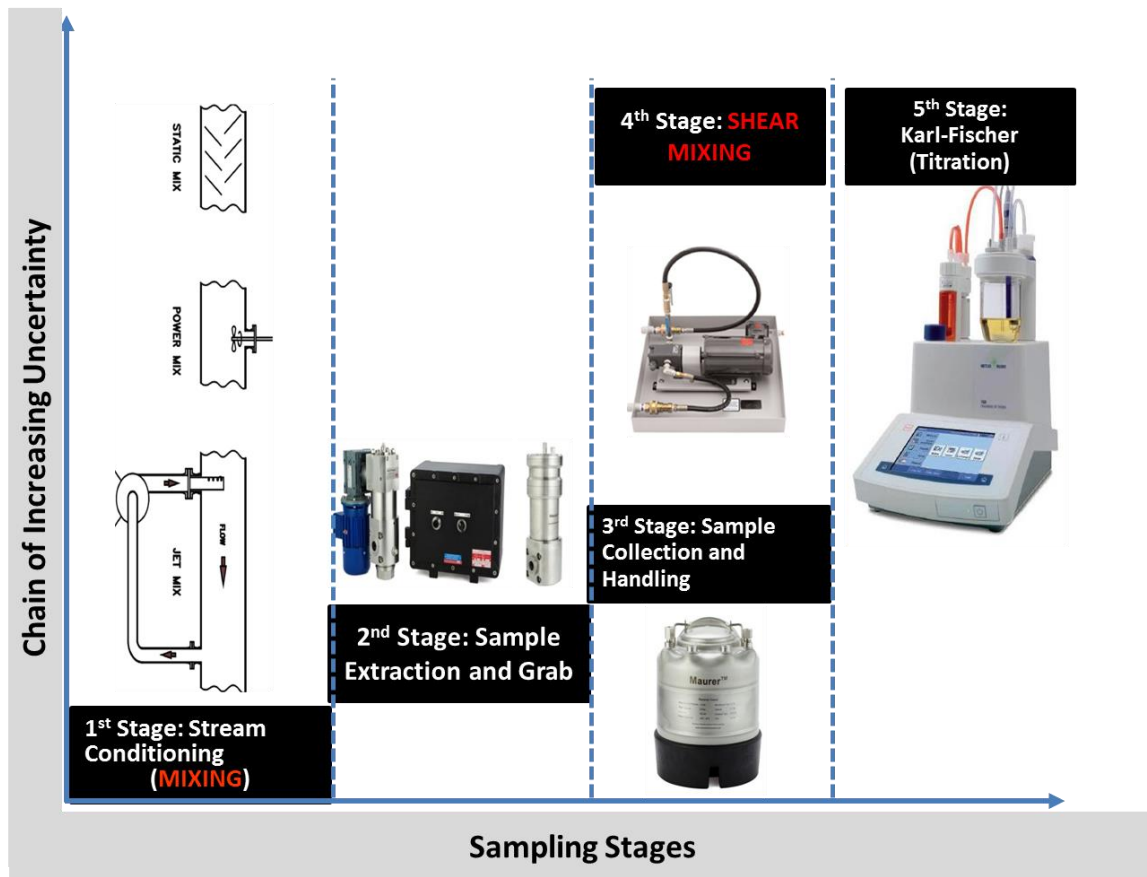 Chain of Increasing Uncertainty
STATIC MIX
POWER MIX
FLOW
JET MIX
1st Stage: Stream
Conditioning
(MIXING)
2nd Stage: Sample
Extraction and Grab
4th Stage: SHEAR
MIXING
3rd Stage: Sample
Collection and
Handling
Maurer™
5th Stage:
Karl-Fischer
(Titration)
Sampling Stages